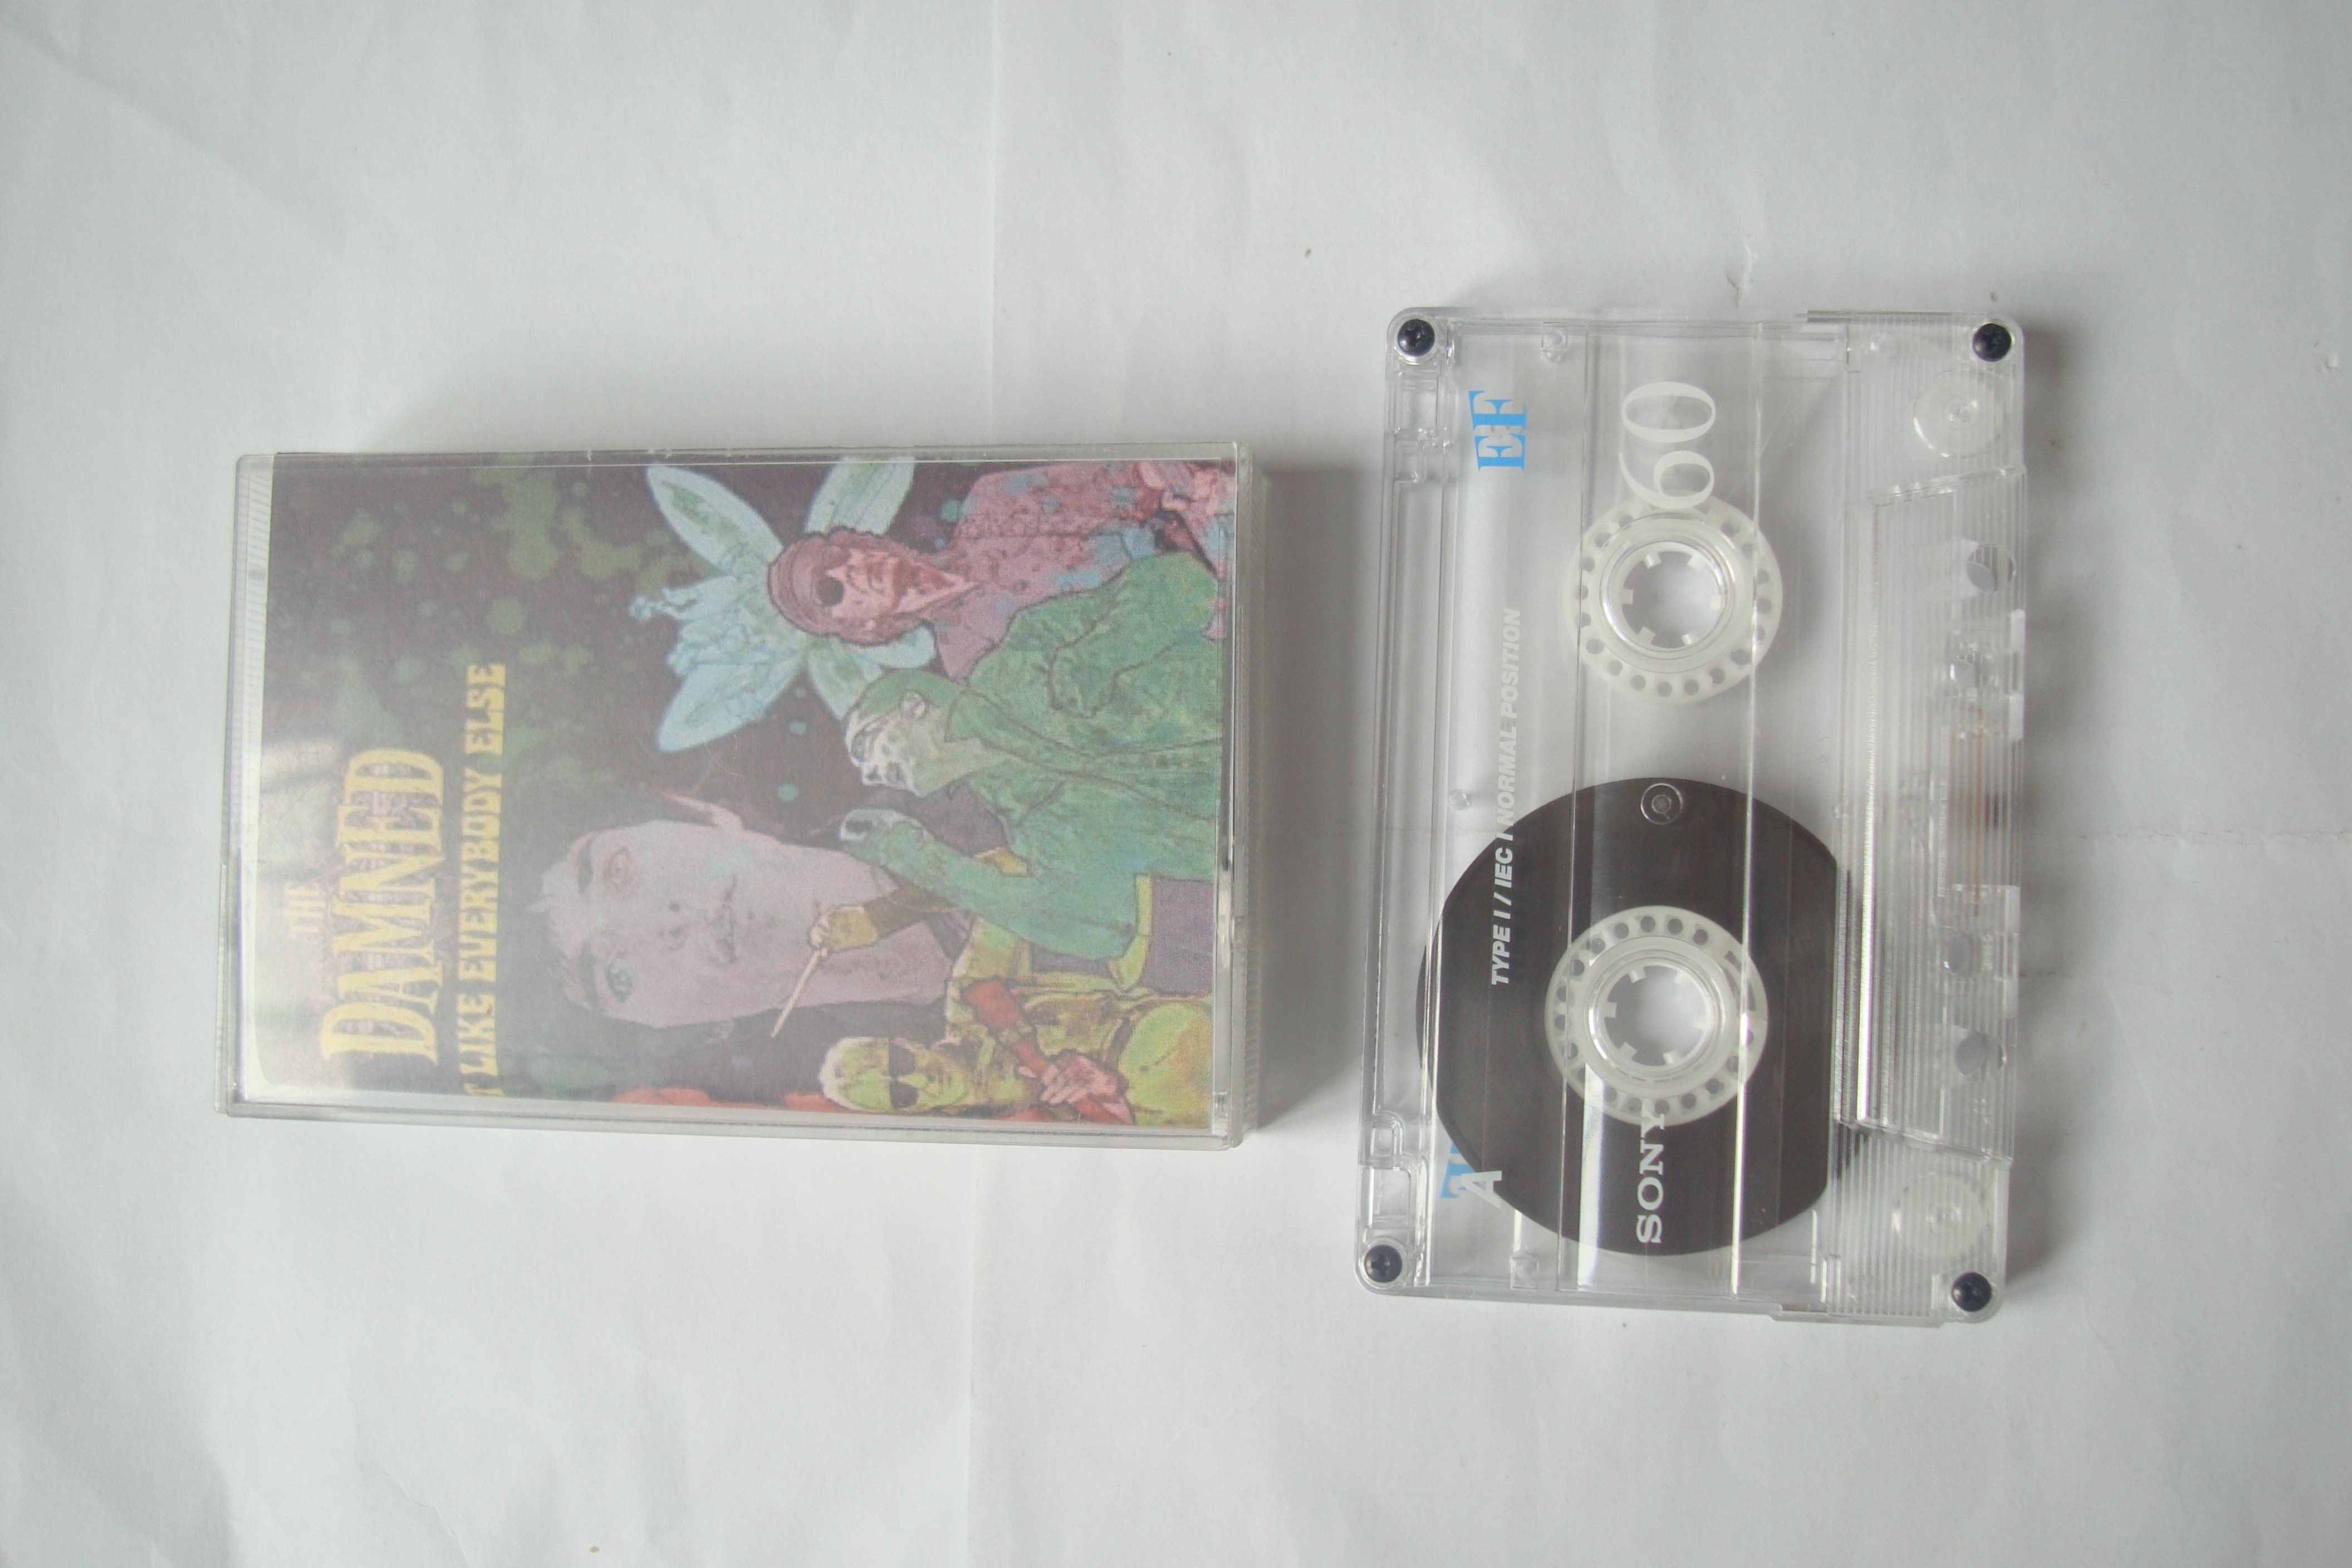 THE
DAMNED
T LIKE EVERYBODY ELSE
EF
60
TYPE I / IEC I NORMAL POSITION
A
SONY